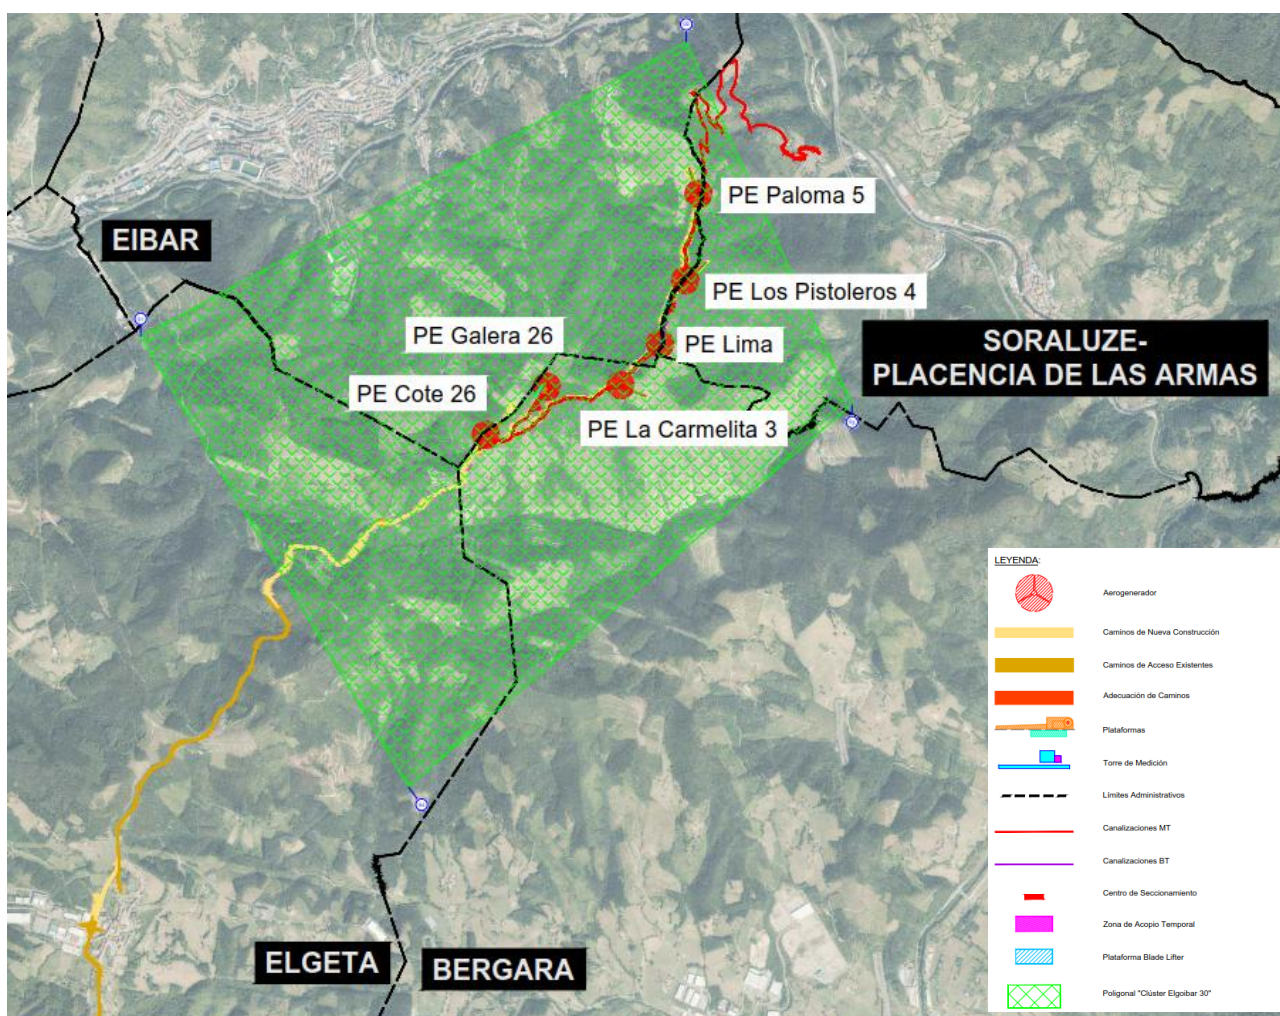 PE Paloma 5
EIBAR
PE Los Pistoleros 4
PE Galera 26
PE Lima
SORALUZE-
PLACENCIA DE LAS ARMAS
PE Cote 26
PE La Carmelita 3
LEYENDA:
Aerogenerador
Caminos de Nueva Construcción
Caminos de Acceso Existentes
Adecuación de Caminos
Plataformas
Torre de Medición
Límites Administrativos
Canalizaciones MT
Canalizaciones BT
Centro de Seccionamiento
Zona de Acopio Temporal
Plataforma Blade Lifter
Poligonal "Clúster Elgoibar 30"
ELGETA
BERGARA